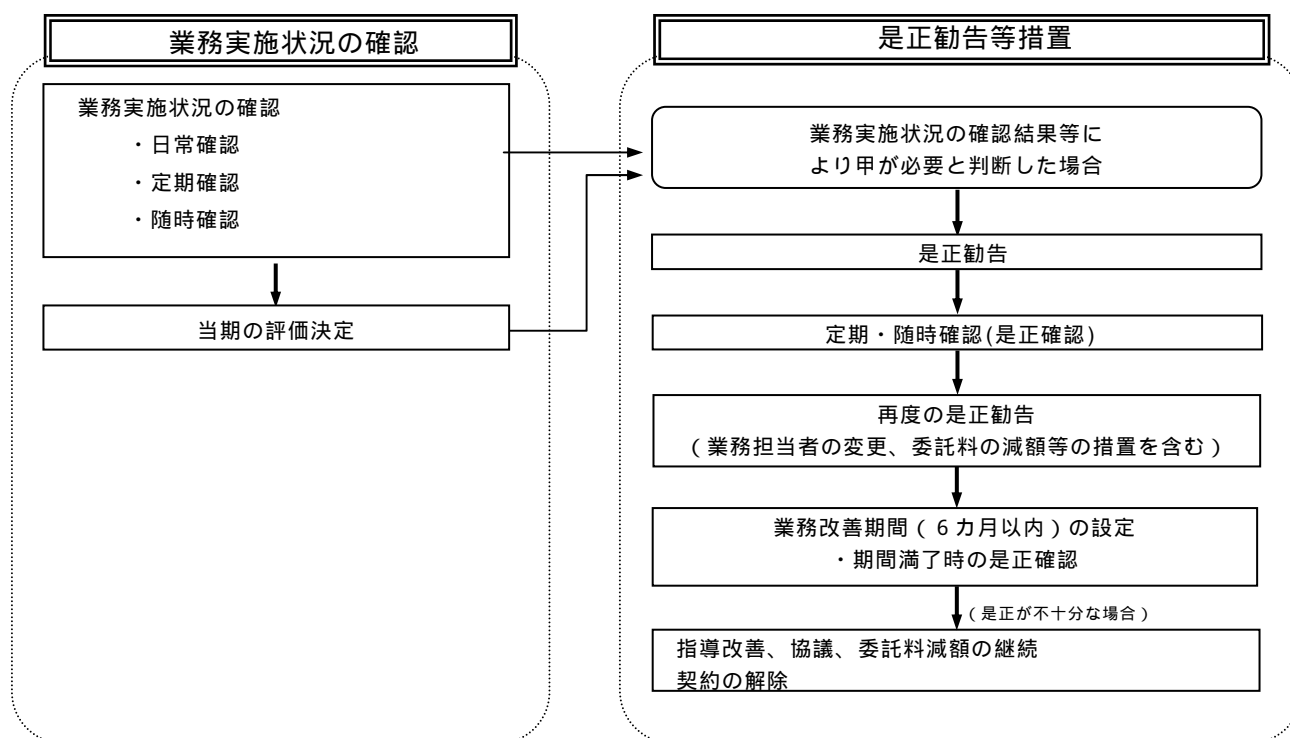 業務実施状況の確認
業務実施状況の確認
・日常確認
・定期確認
・随時確認
当期の評価決定
是正勧告等措置
業務実施状況の確認結果等に
より甲が必要と判断した場合
是正勧告
定期・随時確認(是正確認)
再度の是正勧告
(業務担当者の変更、委託料の減額等の措置を含む)
業務改善期間(6カ月以内)の設定
・期間満了時の是正確認
(是正が不十分な場合)
指導改善、協議、委託料減額の継続
契約の解除